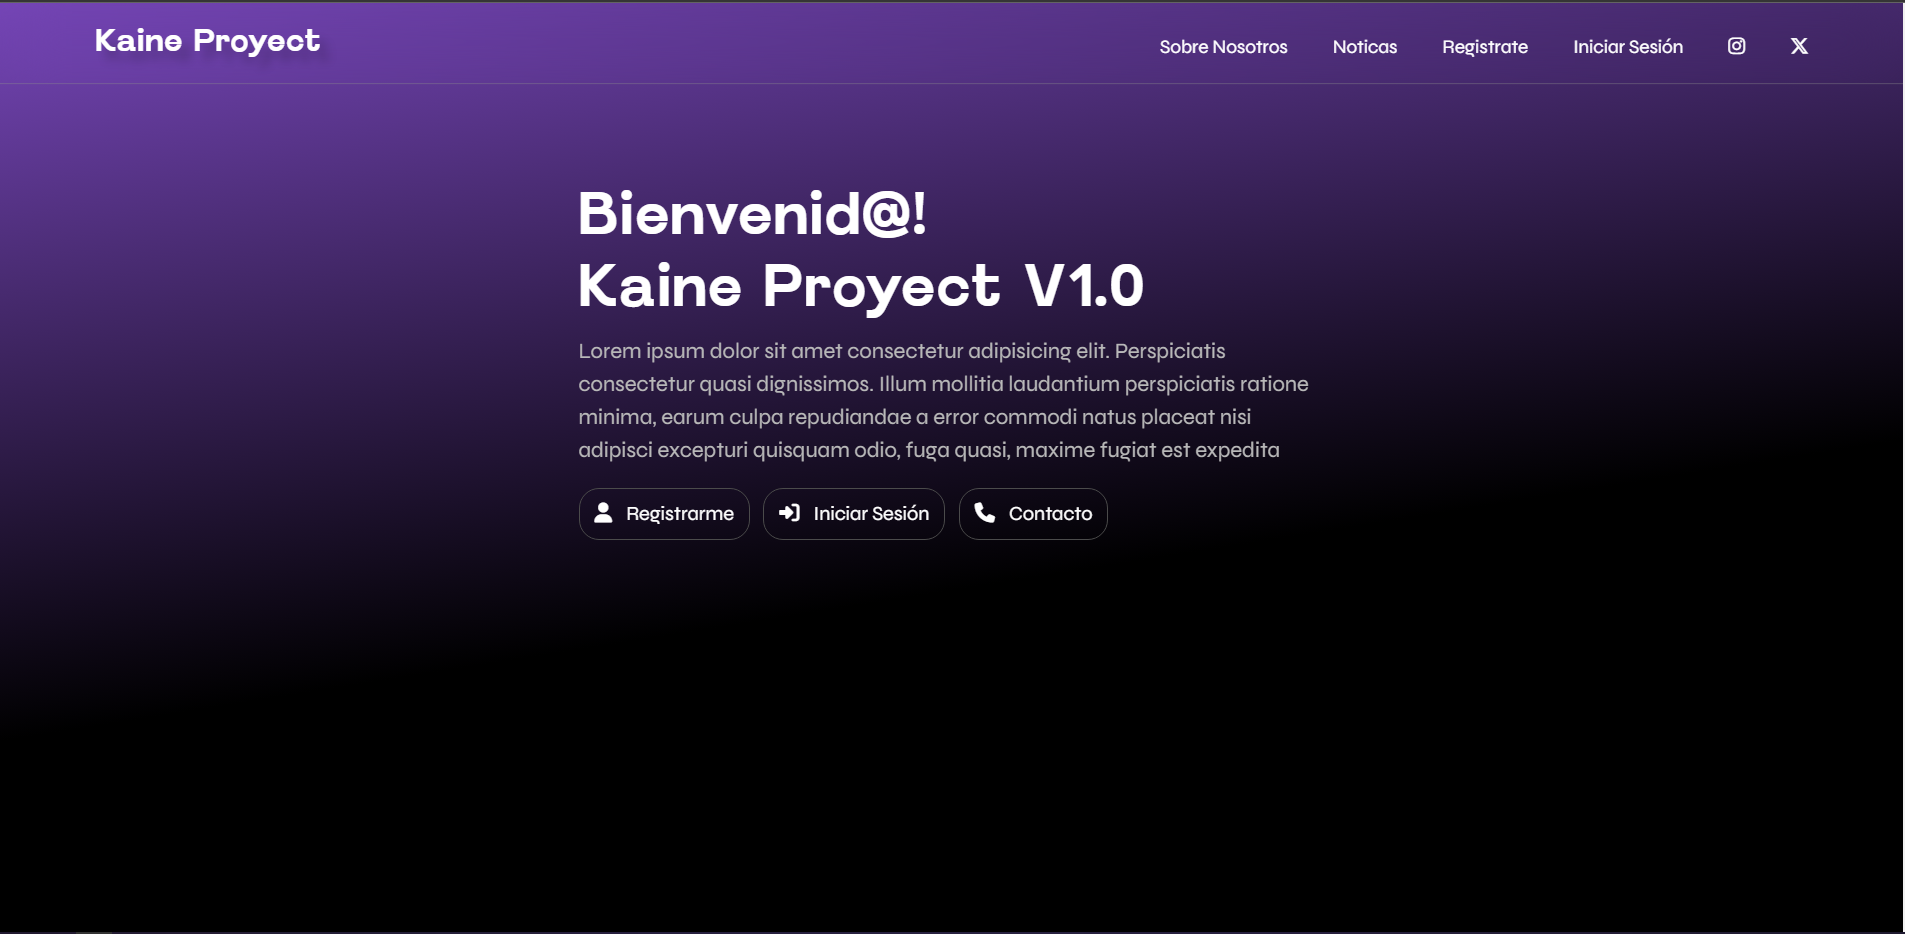 Kaine Proyect
Sobre Nosotros Noticas Registrate Iniciar Sesión
Bienvenid@!
Kaine Proyect V1.0
Lorem ipsum dolor sit amet consectetur adipisicing elit. Perspiciatis
consectetur quasi dignissimos. Illum mollitia laudantium perspiciatis ratione
minima, earum culpa repudiandae a error commodi natus placeat nisi
adipisci excepturi quisquam odio, fuga quasi, maxime fugiat est expedita
Registrarme Iniciar Sesión Contacto